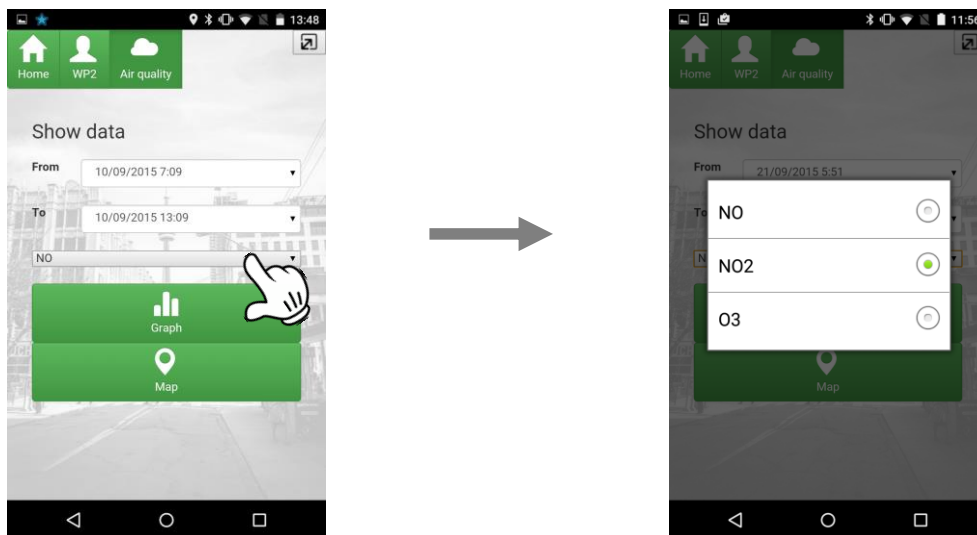 13:48
Home WP2 Air quality
Show data
From 10/09/2015 7:09
To 10/09/2015 13:09
NO
Graph
Map
11:56
Home WP2 Air quality
Show data
From 21/09/2015 5:51
To
NO
NO2
O3
Map